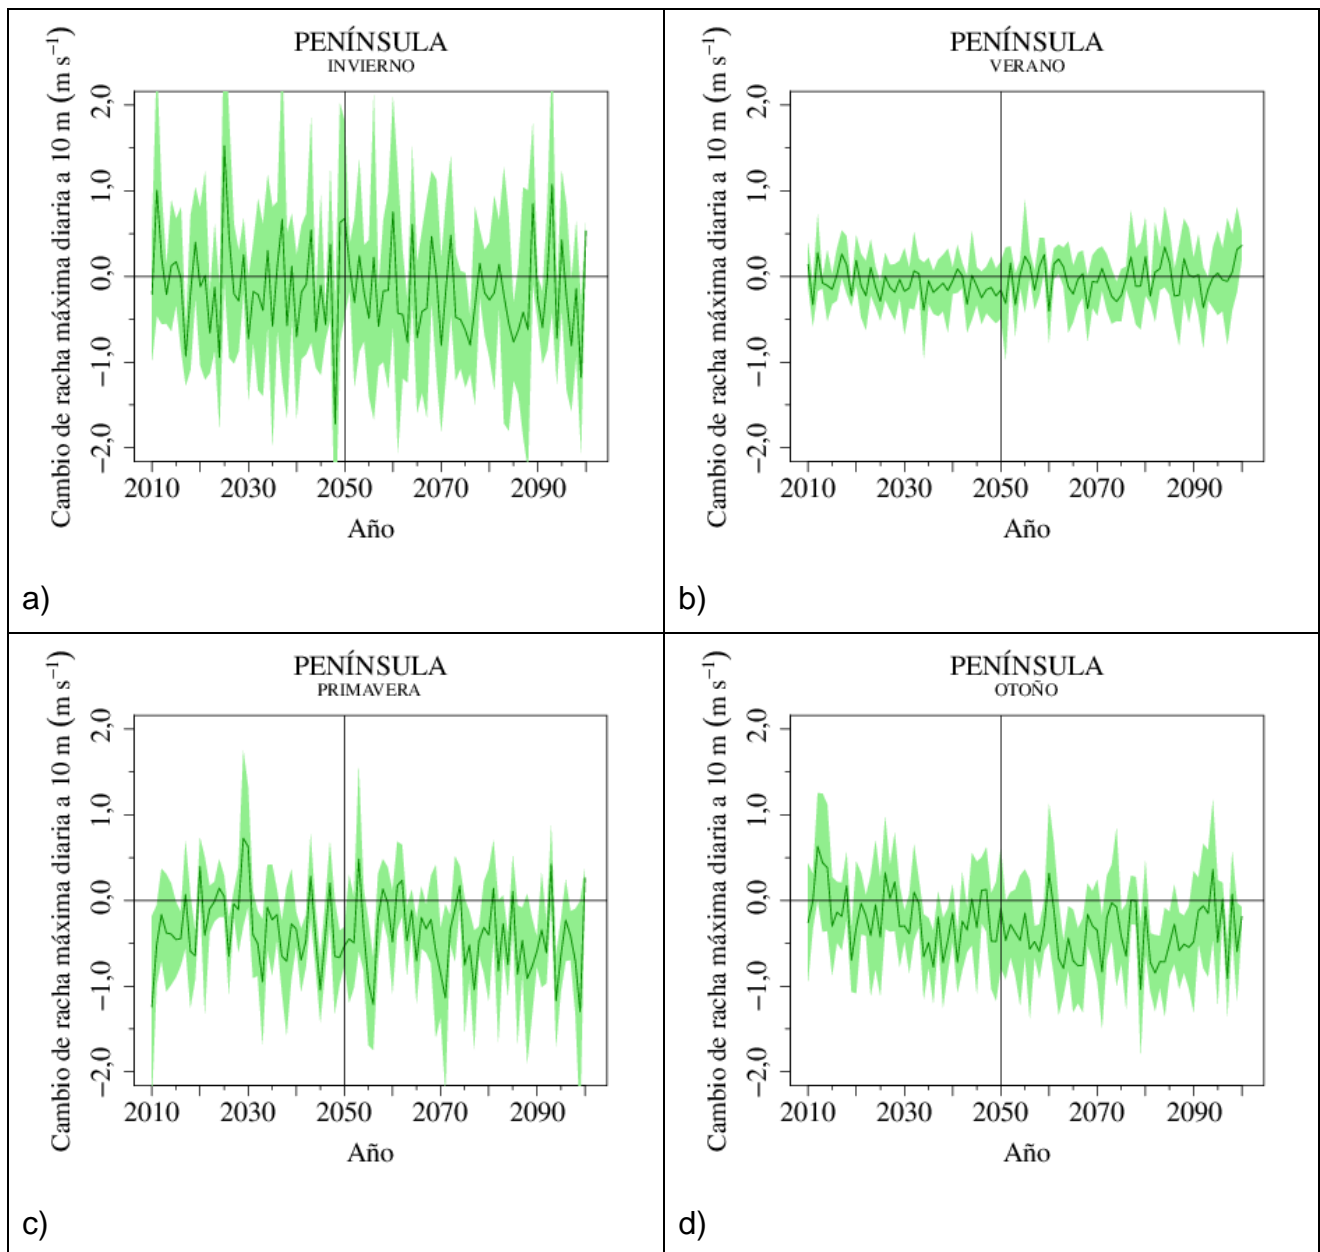 PENÍNSULA
INVIERNO
Cambio de racha máxima diaria a 10 m (m s⁻¹)
2,0
1,0
0,0
−1,0
−2,0
2010 2030 2050 2070 2090
Año
a)
PENÍNSULA
VERANO
Cambio de racha máxima diaria a 10 m (m s⁻¹)
2,0
1,0
0,0
−1,0
−2,0
2010 2030 2050 2070 2090
Año
b)
PENÍNSULA
PRIMAVERA
Cambio de racha máxima diaria a 10 m (m s⁻¹)
2,0
1,0
0,0
−1,0
−2,0
2010 2030 2050 2070 2090
Año
c)
PENÍNSULA
OTOÑO
Cambio de racha máxima diaria a 10 m (m s⁻¹)
2,0
1,0
0,0
−1,0
−2,0
2010 2030 2050 2070 2090
Año
d)